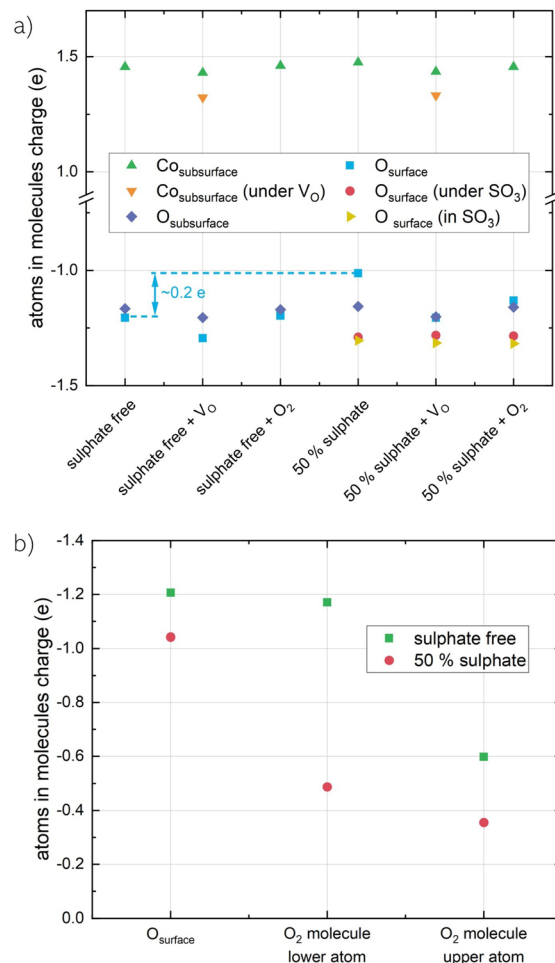 a)
atoms in molecules charge (e)
1.5
1.0
-1.0
-1.5
Co_subsurface
Co_subsurface (under V_O)
O_subsurface
O_surface
O_surface (under SO_3)
O_surface (in SO_3)
~0.2 e
sulphate free
sulphate free + V_O
sulphate free + O_2
50 % sulphate
50 % sulphate + V_O
50 % sulphate + O_2
b)
atoms in molecules charge (e)
-1.4
-1.2
-1.0
-0.8
-0.6
-0.4
-0.2
0.0
sulphate free
50 % sulphate
O_surface
O_2 molecule
lower atom
O_2 molecule
upper atom